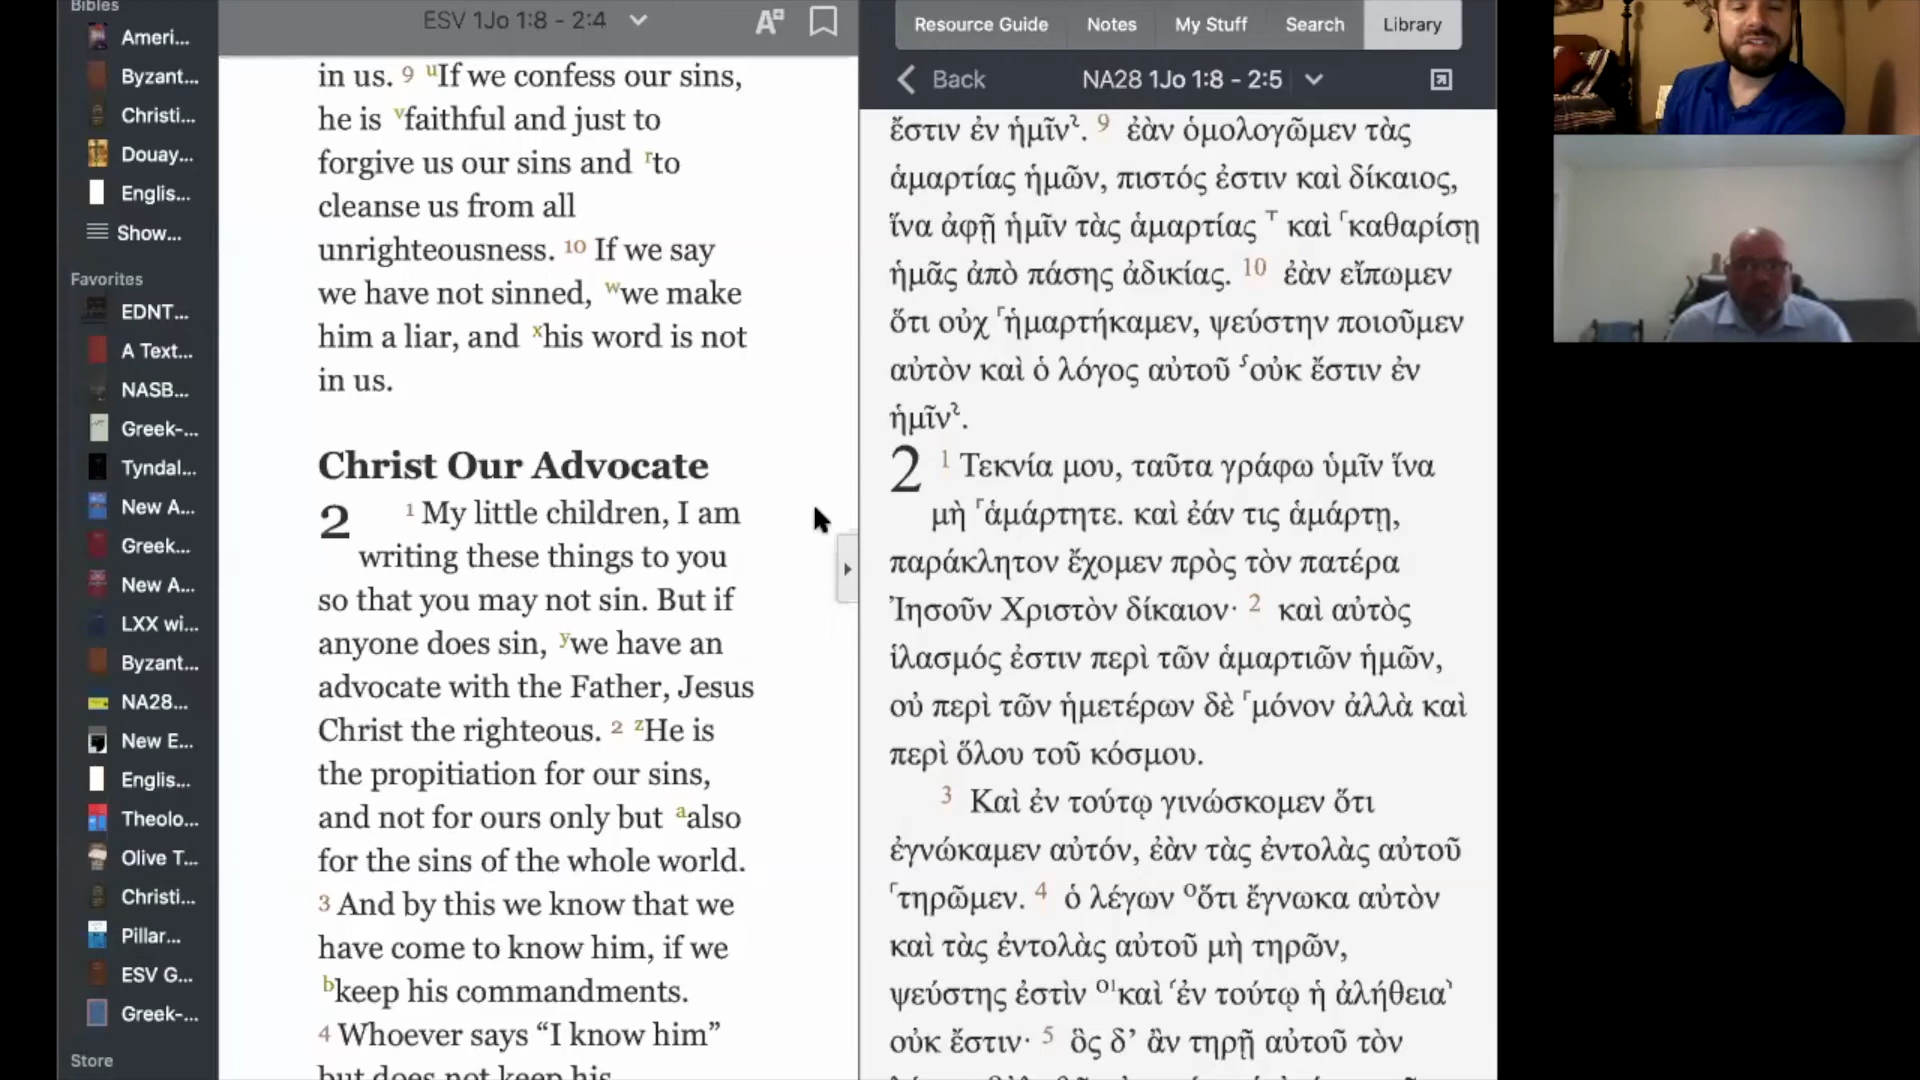 Bibles
Ameri...
Byzant...
Christi...
Douay...
Englis...
Show...
Favorites
EDNT...
A Text...
NASB...
Greek-...
Tyndal...
New A...
Greek...
New A...
LXX wi...
Byzant...
NA28...
New E...
Englis...
Theolo...
Olive T...
Christi...
Pillar...
ESV G...
Greek-...
Store
ESV 1Jo 1:8 - 2:4
in us. 9 uIf we confess our sins,
he is vfaithful and just to
forgive us our sins and rto
cleanse us from all
unrighteousness. 10 If we say
we have not sinned, wwe make
him a liar, and xhis word is not
in us.
Christ Our Advocate
2 1 My little children, I am
writing these things to you
so that you may not sin. But if
anyone does sin, ywe have an
advocate with the Father, Jesus
Christ the righteous. 2 zHe is
the propitiation for our sins,
and not for ours only but aalso
for the sins of the whole world.
3 And by this we know that we
have come to know him, if we
bkeep his commandments.
4 Whoever says “I know him”
but does not keep his
Resource Guide Notes My Stuff Search Library
Back NA28 1Jo 1:8 - 2:5
ἔστιν ἐν ἡμῖν⸃. 9 ἐὰν ὁμολογῶμεν τὰς
ἁμαρτίας ἡμῶν, πιστός ἐστιν καὶ δίκαιος,
ἵνα ἀφῇ ἡμῖν τὰς ἁμαρτίας ⸆ καὶ ⸀καθαρίσῃ
ἡμᾶς ἀπὸ πάσης ἀδικίας. 10 ἐὰν εἴπωμεν
ὅτι οὐχ ⸀ἡμαρτήκαμεν, ψεύστην ποιοῦμεν
αὐτὸν καὶ ὁ λόγος αὐτοῦ ⸉οὐκ ἔστιν ἐν
ἡμῖν⸊.
2 1 Τεκνία μου, ταῦτα γράφω ὑμῖν ἵνα
μὴ ⸀ἁμάρτητε. καὶ ἐάν τις ἁμάρτῃ,
παράκλητον ἔχομεν πρὸς τὸν πατέρα
Ἰησοῦν Χριστὸν δίκαιον· 2 καὶ αὐτὸς
ἱλασμός ἐστιν περὶ τῶν ἁμαρτιῶν ἡμῶν,
οὐ περὶ τῶν ἡμετέρων δὲ ⸀μόνον ἀλλὰ καὶ
περὶ ὅλου τοῦ κόσμου.
3 Καὶ ἐν τούτῳ γινώσκομεν ὅτι
ἐγνώκαμεν αὐτόν, ἐὰν τὰς ἐντολὰς αὐτοῦ
⸀τηρῶμεν. 4 ὁ λέγων ⸰ὅτι ἔγνωκα αὐτὸν
καὶ τὰς ἐντολὰς αὐτοῦ μὴ τηρῶν,
ψεύστης ἐστὶν ⸰¹καὶ ⸂ἐν τούτῳ ἡ ἀλήθεια⸃
οὐκ ἔστιν· 5 ὃς δ’ ἂν τηρῇ αὐτοῦ τὸν